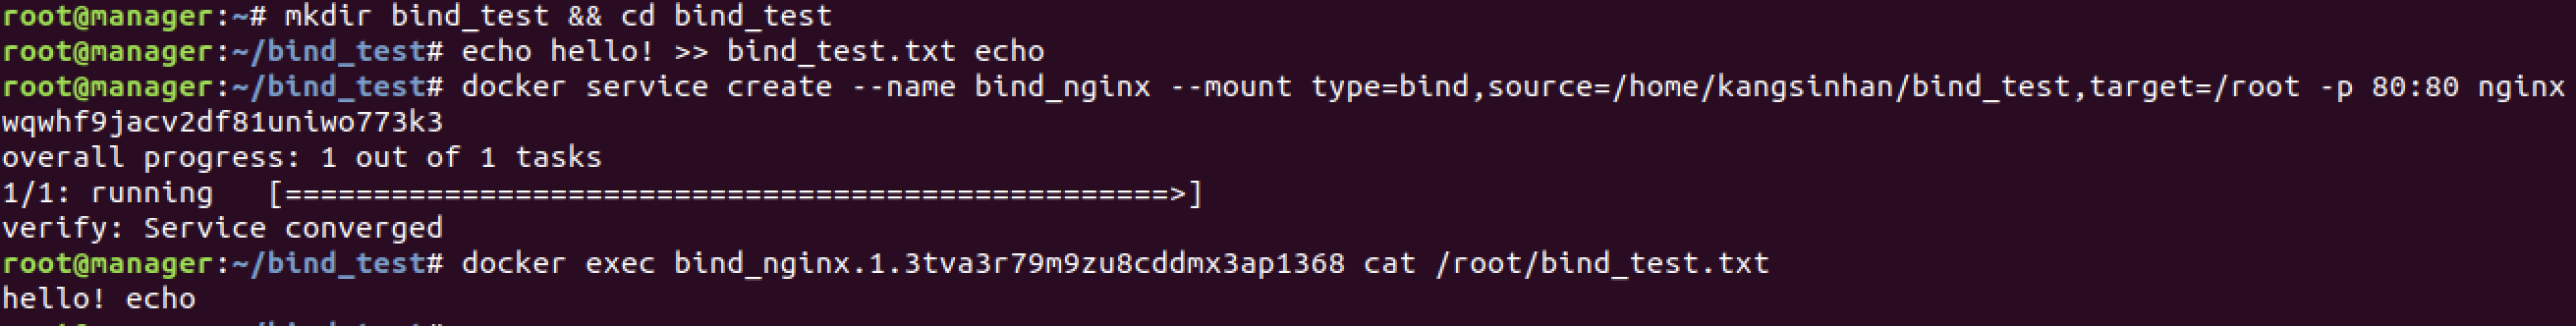 root@manager:~# mkdir bind_test && cd bind_test
root@manager:~/bind_test# echo hello! >> bind_test.txt echo
root@manager:~/bind_test# docker service create --name bind_nginx --mount type=bind,source=/home/kangsinhan/bind_test,target=/root -p 80:80 nginx
wqwhf9jacv2df81uniwo773k3
overall progress: 1 out of 1 tasks
1/1: running   [==================================================>]
verify: Service converged
root@manager:~/bind_test# docker exec bind_nginx.1.3tva3r79m9zu8cddmx3ap1368 cat /root/bind_test.txt
hello! echo